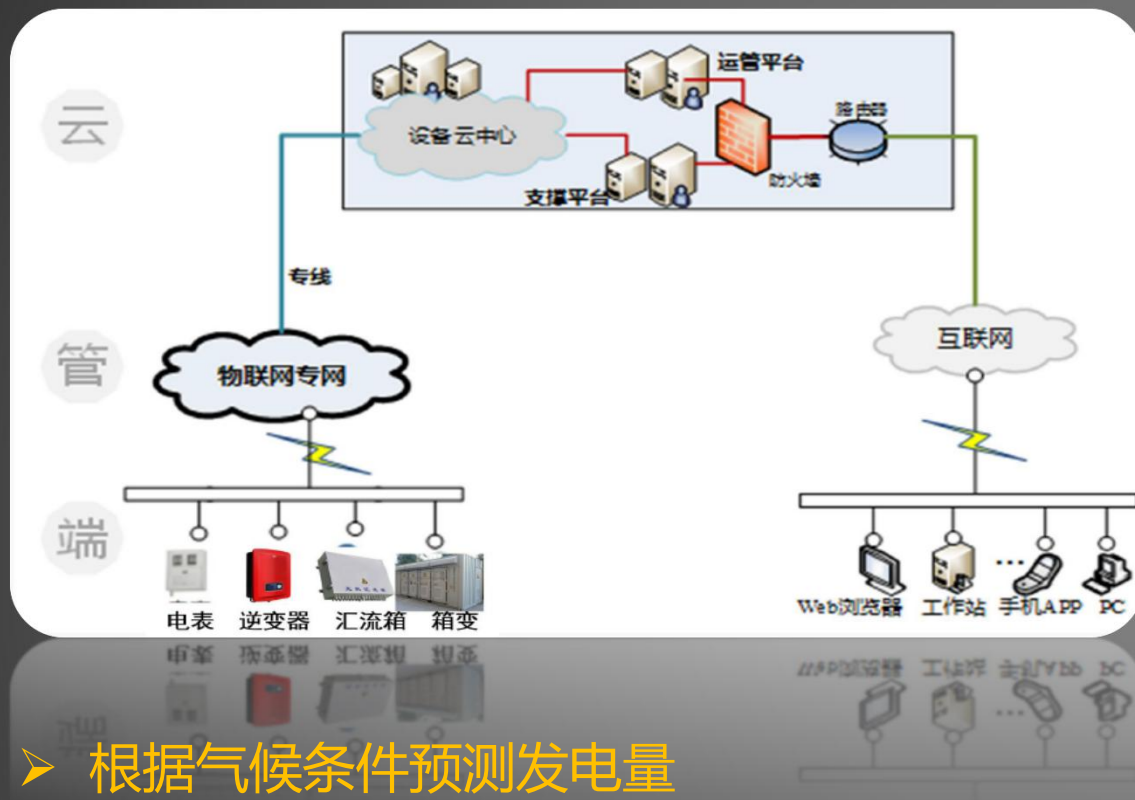 云
运管平台
路由器
设备云中心
防火墙
支撑平台
专线
管
物联网专网
互联网
端
...
电表 逆变器 汇流箱 箱变
Web浏览器 工作站 手机APP PC
➢ 根据气候条件预测发电量